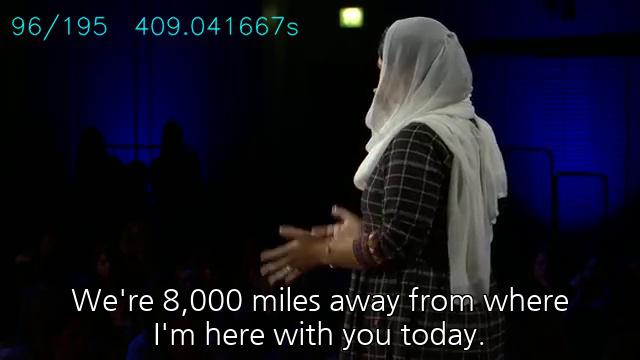 96/195 409.041667s
We're 8,000 miles away from where
I'm here with you today.